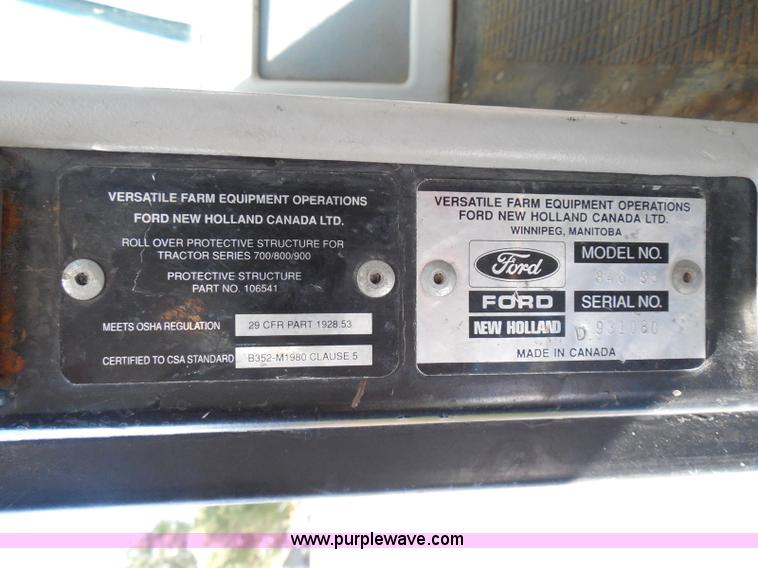 VERSATILE FARM EQUIPMENT OPERATIONS
FORD NEW HOLLAND CANADA LTD.
ROLL OVER PROTECTIVE STRUCTURE FOR
TRACTOR SERIES 700/800/900
PROTECTIVE STRUCTURE
PART NO. 106541
MEETS OSHA REGULATION 29 CFR PART 1928.53
CERTIFIED TO CSA STANDARD B352-M1980 CLAUSE 5
VERSATILE FARM EQUIPMENT OPERATIONS
FORD NEW HOLLAND CANADA LTD.
WINNIPEG, MANITOBA
Ford
MODEL NO.
FORD
SERIAL NO.
NEW HOLLAND
D 931080
MADE IN CANADA
www.purplewave.com